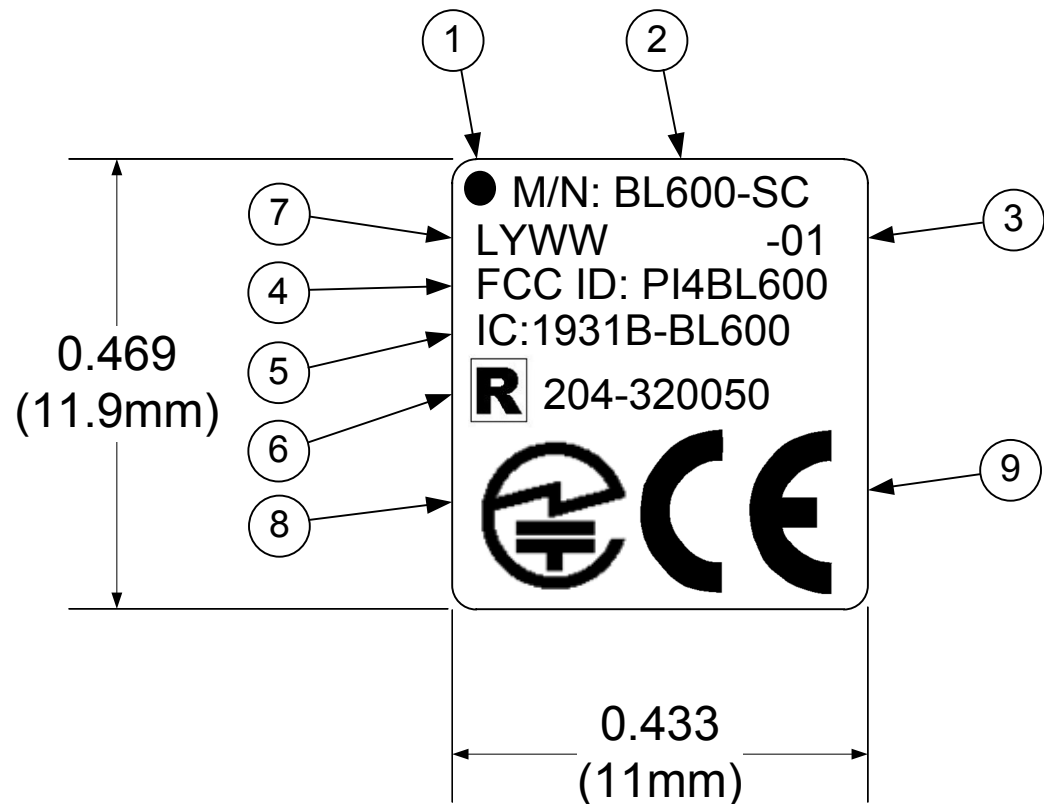 1
2
M/N: BL600-SC
7
LYWW -01
3
4
FCC ID: PI4BL600
5
IC:1931B-BL600
0.469
(11.9mm)
6
R 204-320050
8
CE
9
0.433
(11mm)